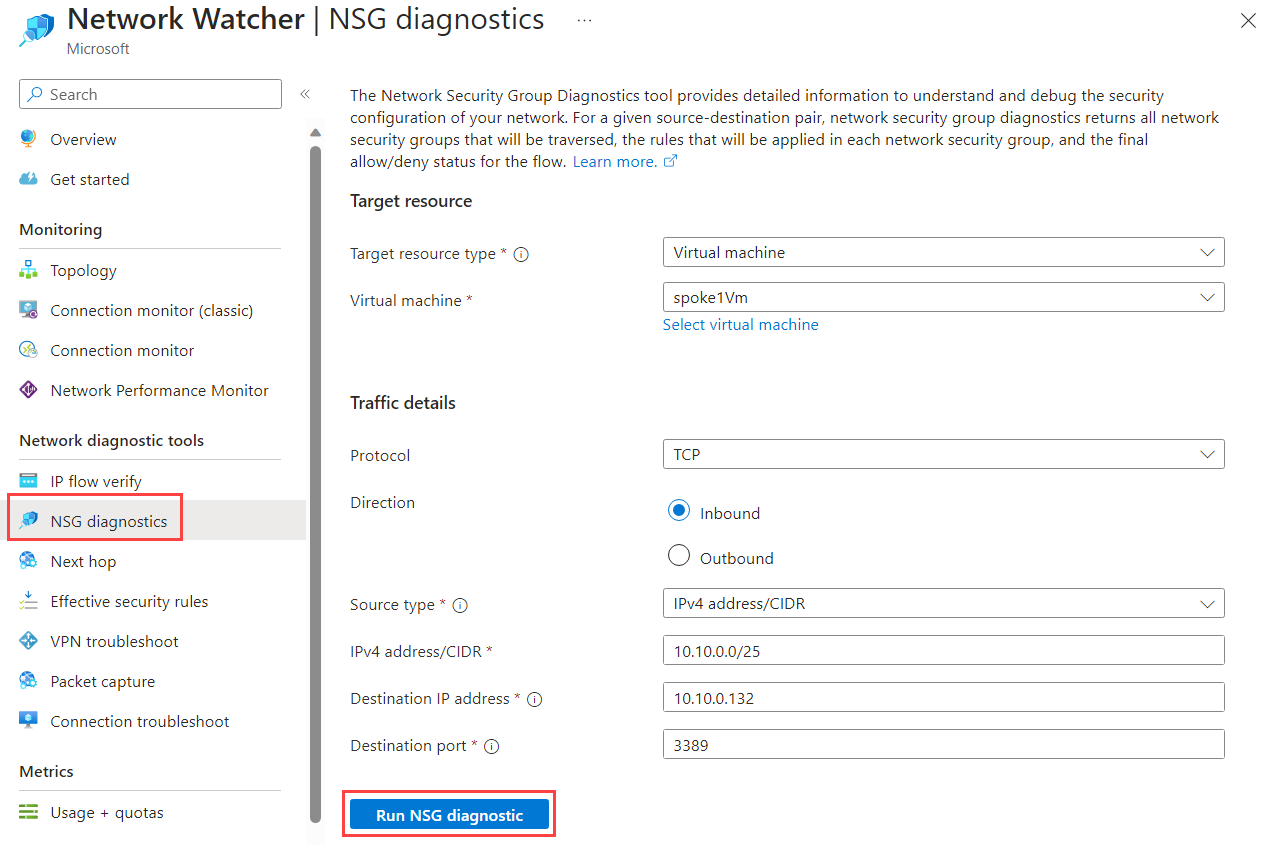 Network Watcher | NSG diagnostics ...
Microsoft
Search
Overview
Get started
Monitoring
Topology
Connection monitor (classic)
Connection monitor
Network Performance Monitor
Network diagnostic tools
IP flow verify
NSG diagnostics
Next hop
Effective security rules
VPN troubleshoot
Packet capture
Connection troubleshoot
Metrics
Usage + quotas
The Network Security Group Diagnostics tool provides detailed information to understand and debug the security
configuration of your network. For a given source-destination pair, network security group diagnostics returns all network
security groups that will be traversed, the rules that will be applied in each network security group, and the final
allow/deny status for the flow. Learn more.
Target resource
Target resource type *
Virtual machine
Virtual machine *
spoke1Vm
Select virtual machine
Traffic details
Protocol
TCP
Direction
Inbound
Outbound
Source type *
IPv4 address/CIDR
IPv4 address/CIDR *
10.10.0.0/25
Destination IP address *
10.10.0.132
Destination port *
3389
Run NSG diagnostic